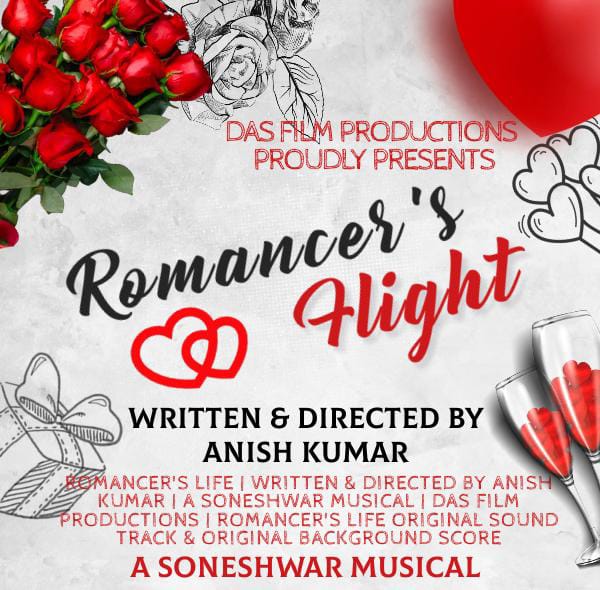 DAS FILM PRODUCTIONS
PROUDLY PRESENTS
Romancer's
Flight
WRITTEN & DIRECTED BY
ANISH KUMAR
ROMANCER'S LIFE | WRITTEN & DIRECTED BY ANISH
KUMAR | A SONESHWAR MUSICAL | DAS FILM
PRODUCTIONS | ROMANCER'S LIFE ORIGINAL SOUND
TRACK & ORIGINAL BACKGROUND SCORE
A SONESHWAR MUSICAL